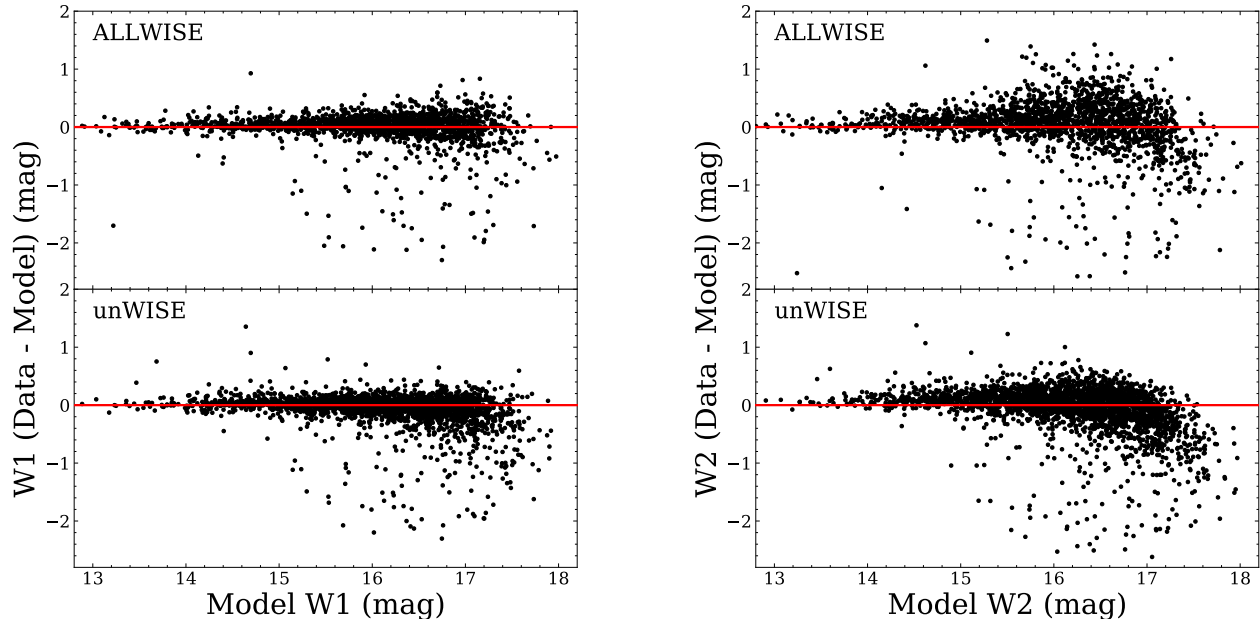 2
ALLWISE
1
0
−1
−2
2
unWISE
1
0
−1
−2
13 14 15 16 17 18
Model W1 (mag)
W1 (Data - Model) (mag)
2
ALLWISE
1
0
−1
−2
2
unWISE
1
0
−1
−2
13 14 15 16 17 18
Model W2 (mag)
W2 (Data - Model) (mag)